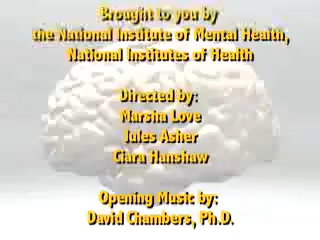 Brought to you by
the National Institute of Mental Health,
National Institutes of Health
Directed by:
Marsha Love
Jules Asher
Ciara Hanshaw
Opening Music by:
David Chambers, Ph.D.